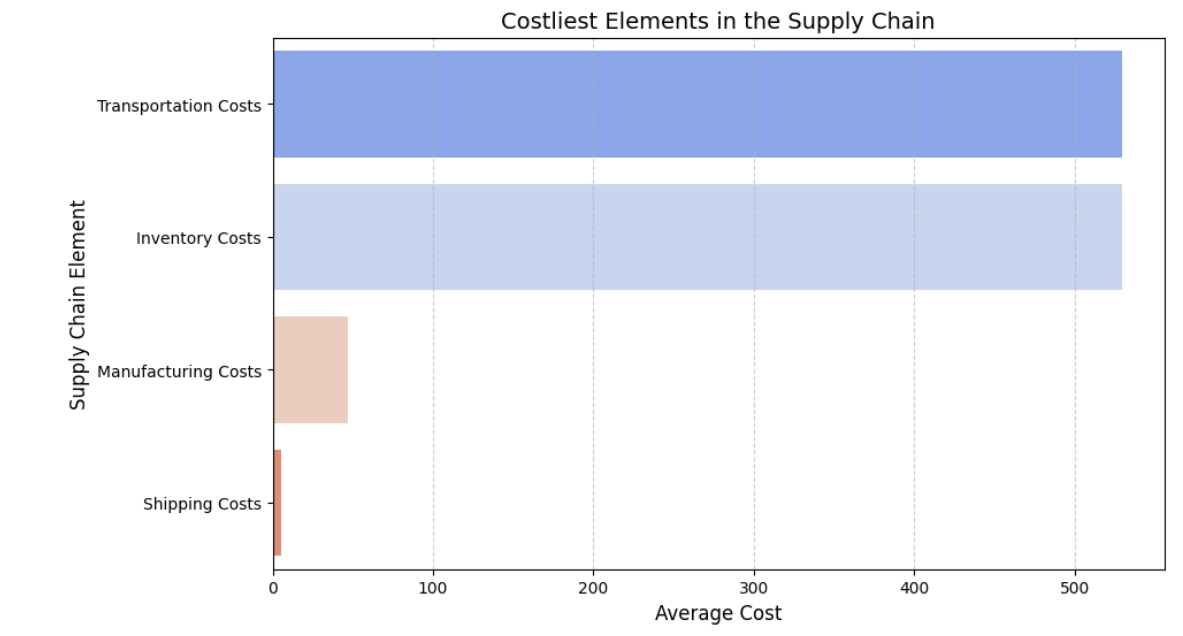 Costliest Elements in the Supply Chain
Supply Chain Element
Transportation Costs
Inventory Costs
Manufacturing Costs
Shipping Costs
0 100 200 300 400 500
Average Cost